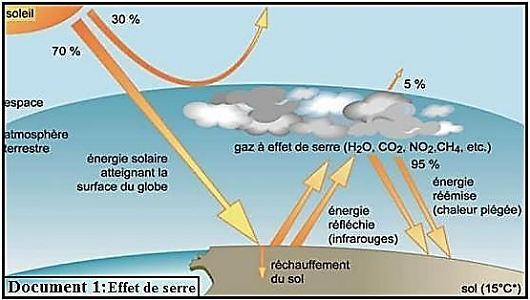 soleil
30 %
70 %
5 %
espace
atmosphère
terrestre
gaz à effet de serre (H2O, CO2, NO2,CH4, etc.)
95 %
énergie solaire
atteignant la
surface du globe
énergie
réfléchie
(infrarouges)
énergie
réémise
(chaleur piégée)
réchauffement
du sol
sol (15°C*)
Document 1:Effet de serre